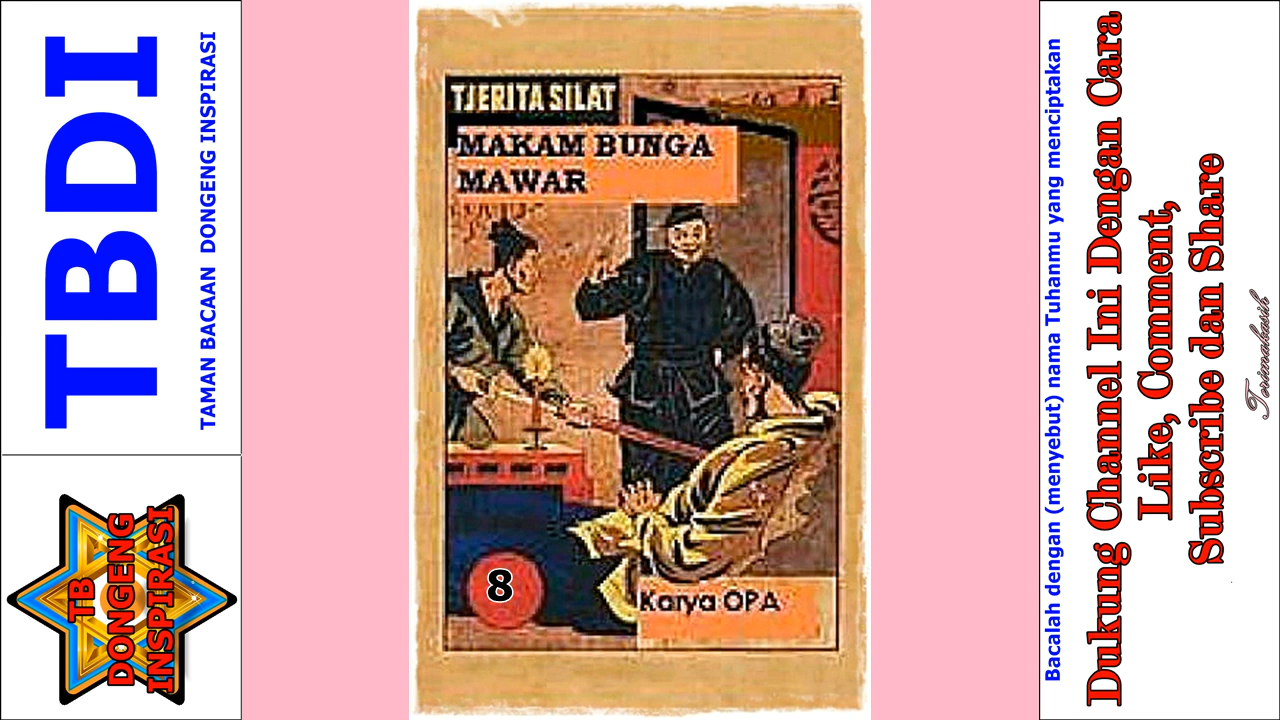 TBDI
TAMAN BACAAN DONGENG INSPIRASI
TB
DONGENG
INSPIRASI
TJERITA SILAT
MAKAM BUNGA
MAWAR
8
Karya OPA
Bacalah dengan (menyebut) nama Tuhanmu yang menciptakan
Dukung Channel Ini Dengan Cara
Like, Comment,
Subscribe dan Share
Terimakasih